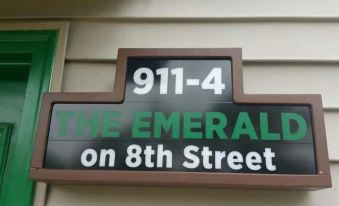 911-4
THE EMERALD
on 8th Street